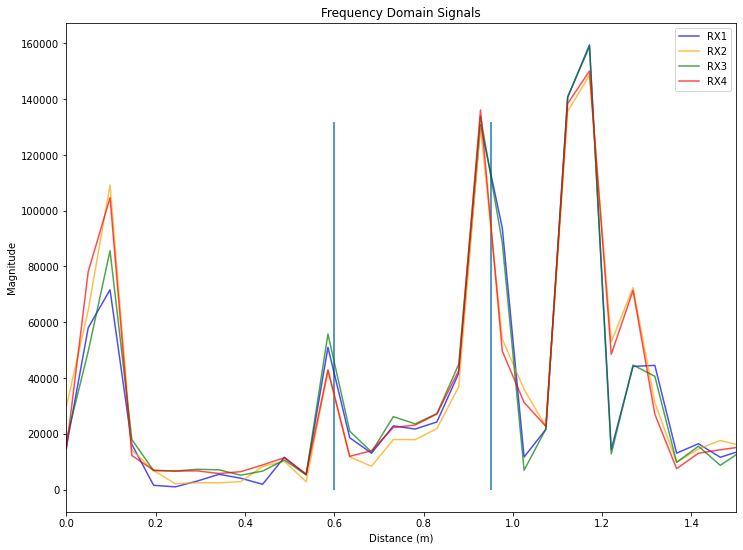 Frequency Domain Signals
RX1
RX2
RX3
RX4
160000
140000
120000
100000
80000
60000
40000
20000
0
Magnitude
0.0 0.2 0.4 0.6 0.8 1.0 1.2 1.4
Distance (m)